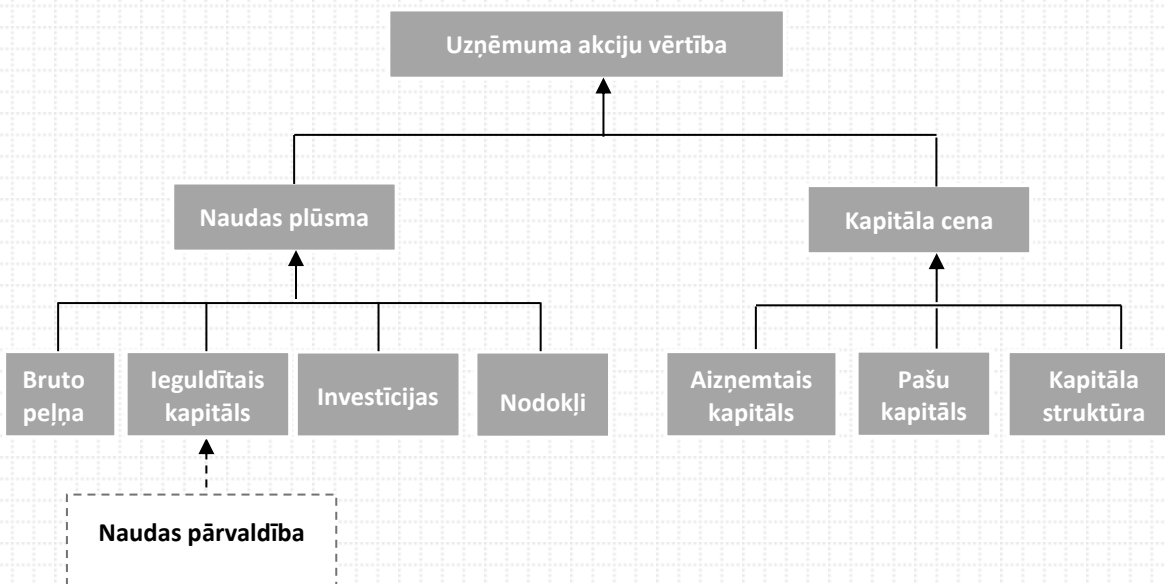 Uzņēmuma akciju vērtība
Naudas plūsma
Kapitāla cena
Bruto
peļņa
Ieguldītais
kapitāls
Investīcijas
Nodokļi
Aizņemtais
kapitāls
Pašu
kapitāls
Kapitāla
struktūra
Naudas pārvaldība